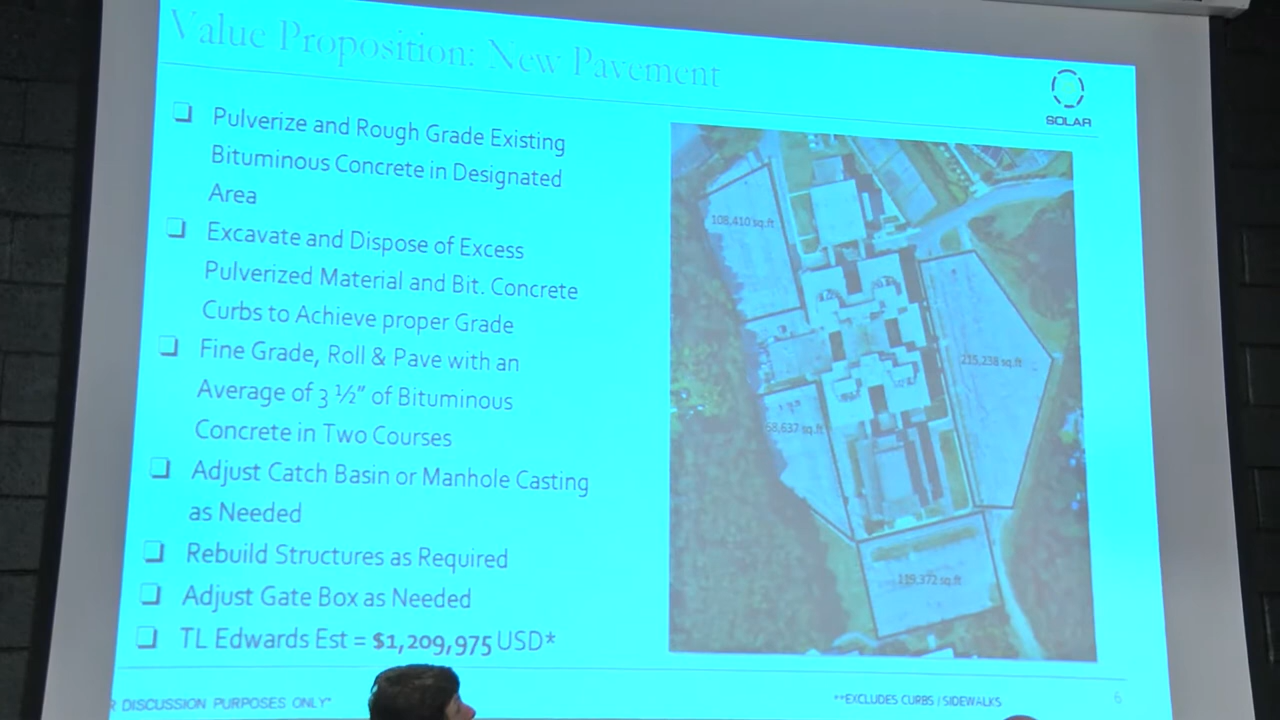 Value Proposition: New Pavement
SOLAR
❑ Pulverize and Rough Grade Existing
Bituminous Concrete in Designated
Area
❑ Excavate and Dispose of Excess
Pulverized Material and Bit. Concrete
Curbs to Achieve proper Grade
❑ Fine Grade, Roll & Pave with an
Average of 3 ½” of Bituminous
Concrete in Two Courses
❑ Adjust Catch Basin or Manhole Casting
as Needed
❑ Rebuild Structures as Required
❑ Adjust Gate Box as Needed
❑ TL Edwards Est = $1,209,975 USD*
108,410 sq.ft
215,238 sq.ft
58,637 sq.ft
119,372 sq.ft
R DISCUSSION PURPOSES ONLY*
**EXCLUDES CURBS / SIDEWALKS
6